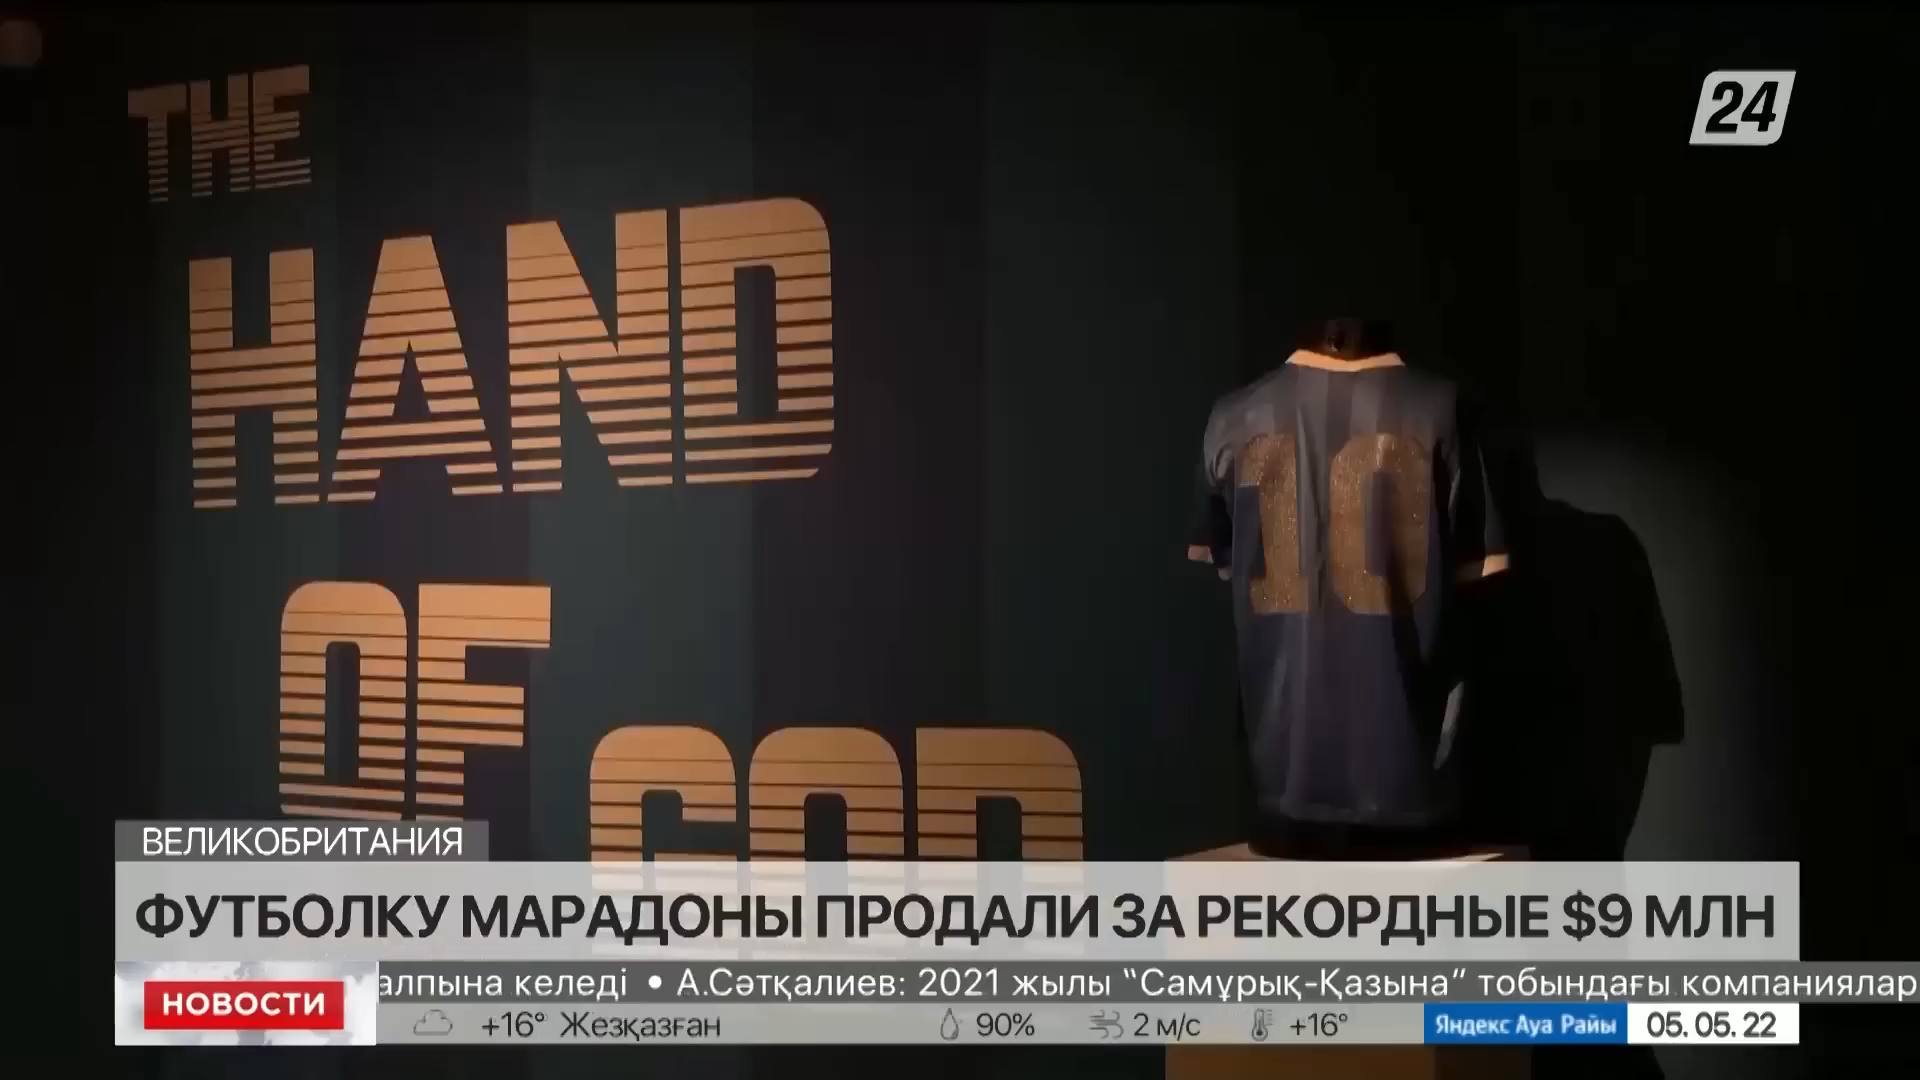 THE
24
HAND
10
OF
GOD
ВЕЛИКОБРИТАНИЯ
ФУТБОЛКУ МАРАДОНЫ ПРОДАЛИ ЗА РЕКОРДНЫЕ $9 МЛН
НОВОСТИ
алпына келеді • А.Сәтқалиев: 2021 жылы “Самұрық-Қазына” тобындағы компаниялар
+16° Жезқазған 90% 2 м/с +16° Яндекс Ауа Райы 05.05.22